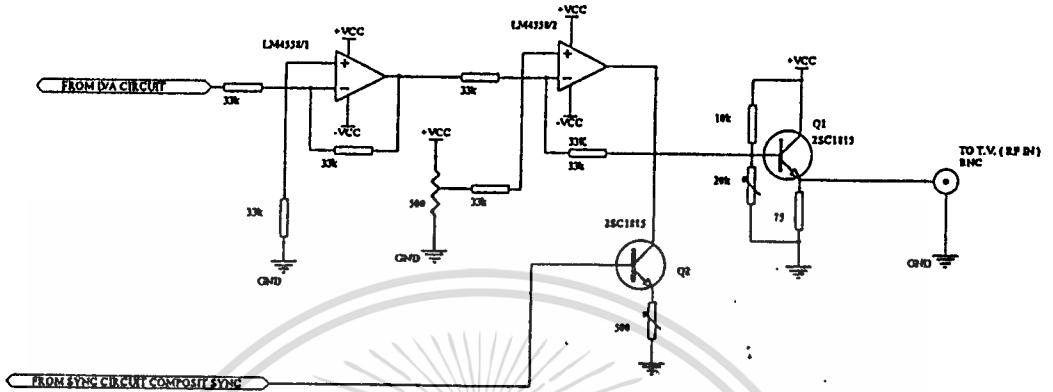 +VCC
LM4558/1
+VCC
LM4558/2
+VCC
FROM D/A CIRCUIT
33k
33k
-VCC
-VCC
33k
+VCC
33K
33k
10k
Q1
2SC1815
TO T.V. ( RF IN )
BNC
20k
75
33k
500
33k
GND
GND
GND
2SC1815
Q2
500
FROM SYNC CIRCUIT COMPOSIT SYNC